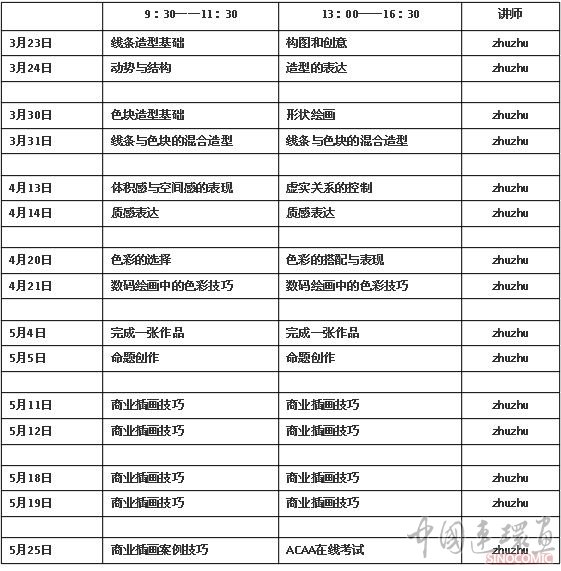 9：30——11：30 13：00——16：30 讲师
3月23日 线条造型基础 构图和创意 zhuzhu
3月24日 动势与结构 造型的表达 zhuzhu
3月30日 色块造型基础 形状绘画 zhuzhu
3月31日 线条与色块的混合造型 线条与色块的混合造型 zhuzhu
4月13日 体积感与空间感的表现 虚实关系的控制 zhuzhu
4月14日 质感表达 质感表达 zhuzhu
4月20日 色彩的选择 色彩的搭配与表现 zhuzhu
4月21日 数码绘画中的色彩技巧 数码绘画中的色彩技巧 zhuzhu
5月4日 完成一张作品 完成一张作品 zhuzhu
5月5日 命题创作 命题创作 zhuzhu
5月11日 商业插画技巧 商业插画技巧 zhuzhu
5月12日 商业插画技巧 商业插画技巧 zhuzhu
5月18日 商业插画技巧 商业插画技巧 zhuzhu
5月19日 商业插画技巧 商业插画技巧 zhuzhu
中国连环画
5月25日 商业插画案例技巧 ACAA在线考试 zhuzhu
SINOCOMIC